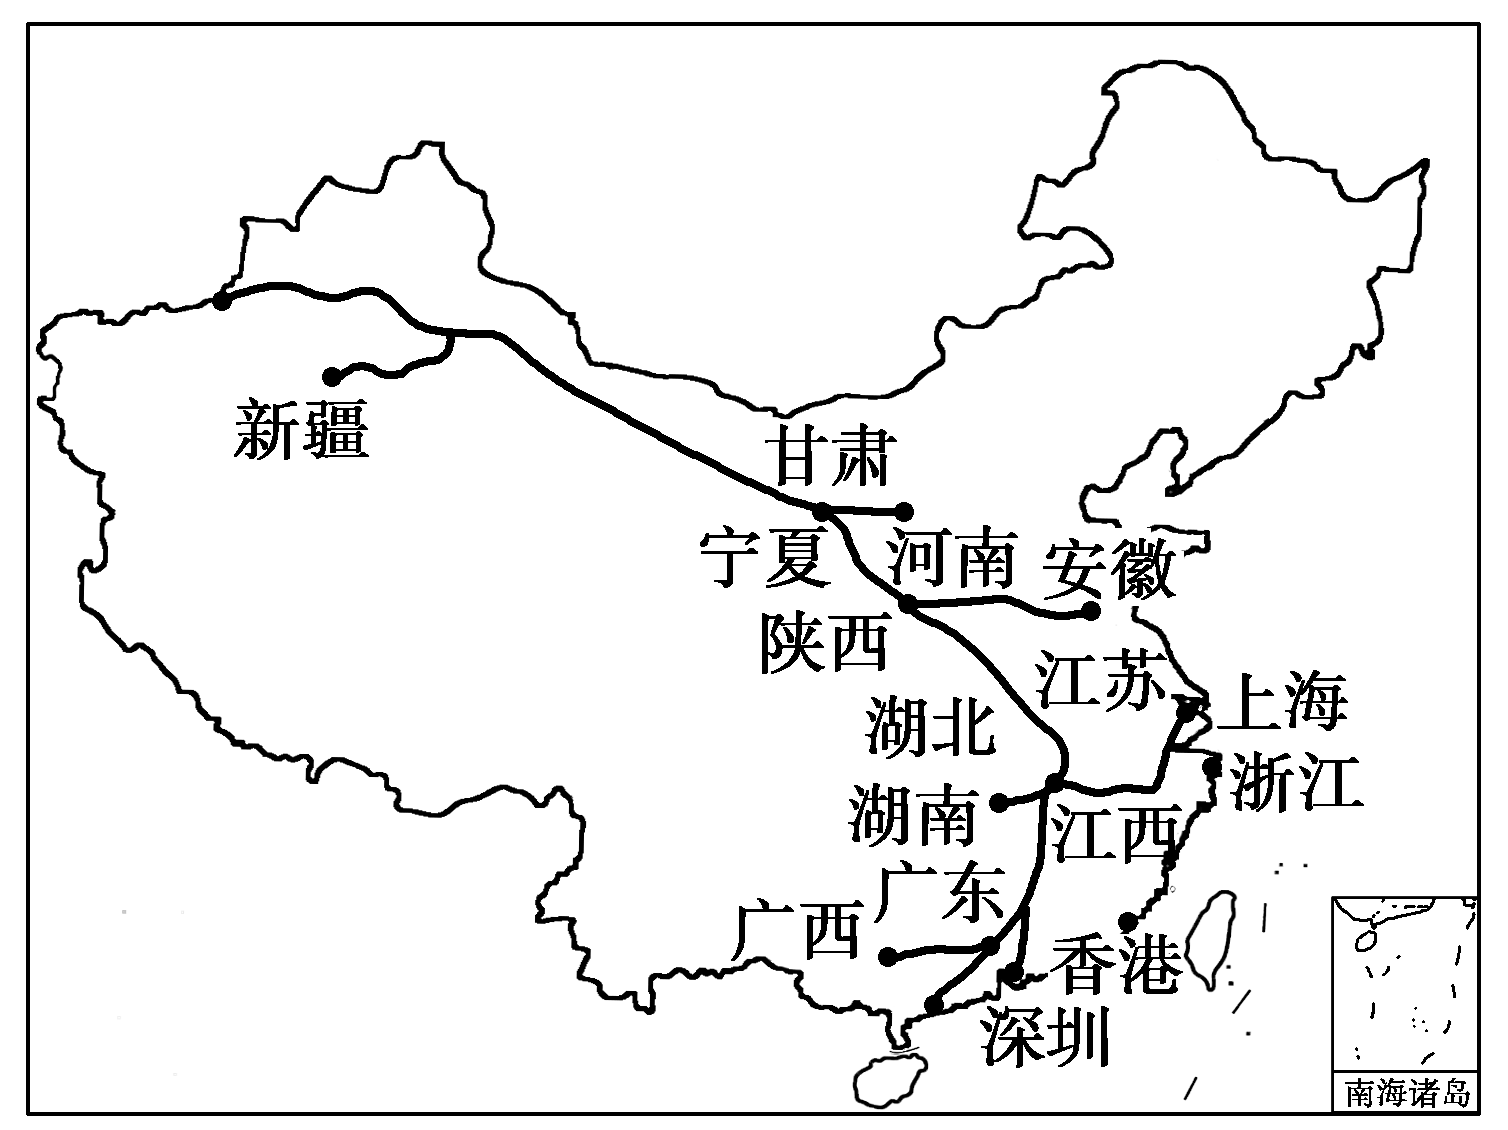 新疆
甘肃
宁夏
河南
安徽
陕西
江苏
上海
湖北
浙江
湖南
江西
广东
广西
香港
深圳
南海诸岛